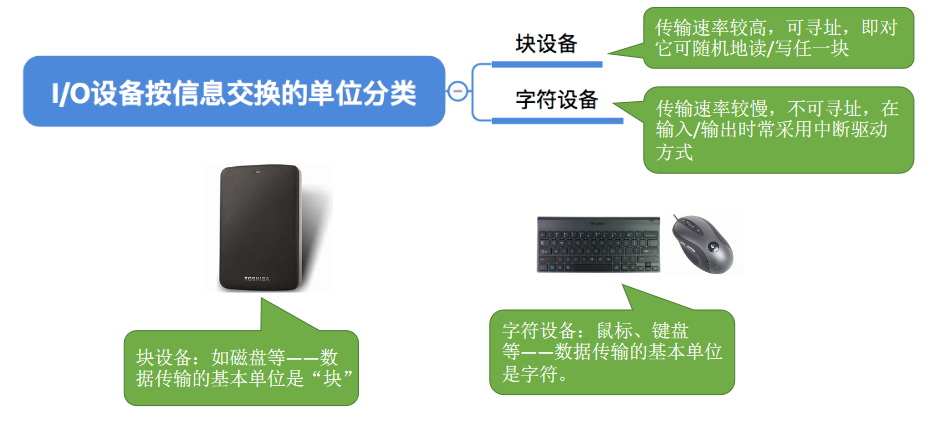 I/O设备按信息交换的单位分类
块设备
传输速率较高，可寻址，即对
它可随机地读/写任一块
字符设备
传输速率较慢，不可寻址，在
输入/输出时常采用中断驱动
方式
TOSHIBA
块设备：如磁盘等——数
据传输的基本单位是“块”
字符设备：鼠标、键盘
等——数据传输的基本单位
是字符。